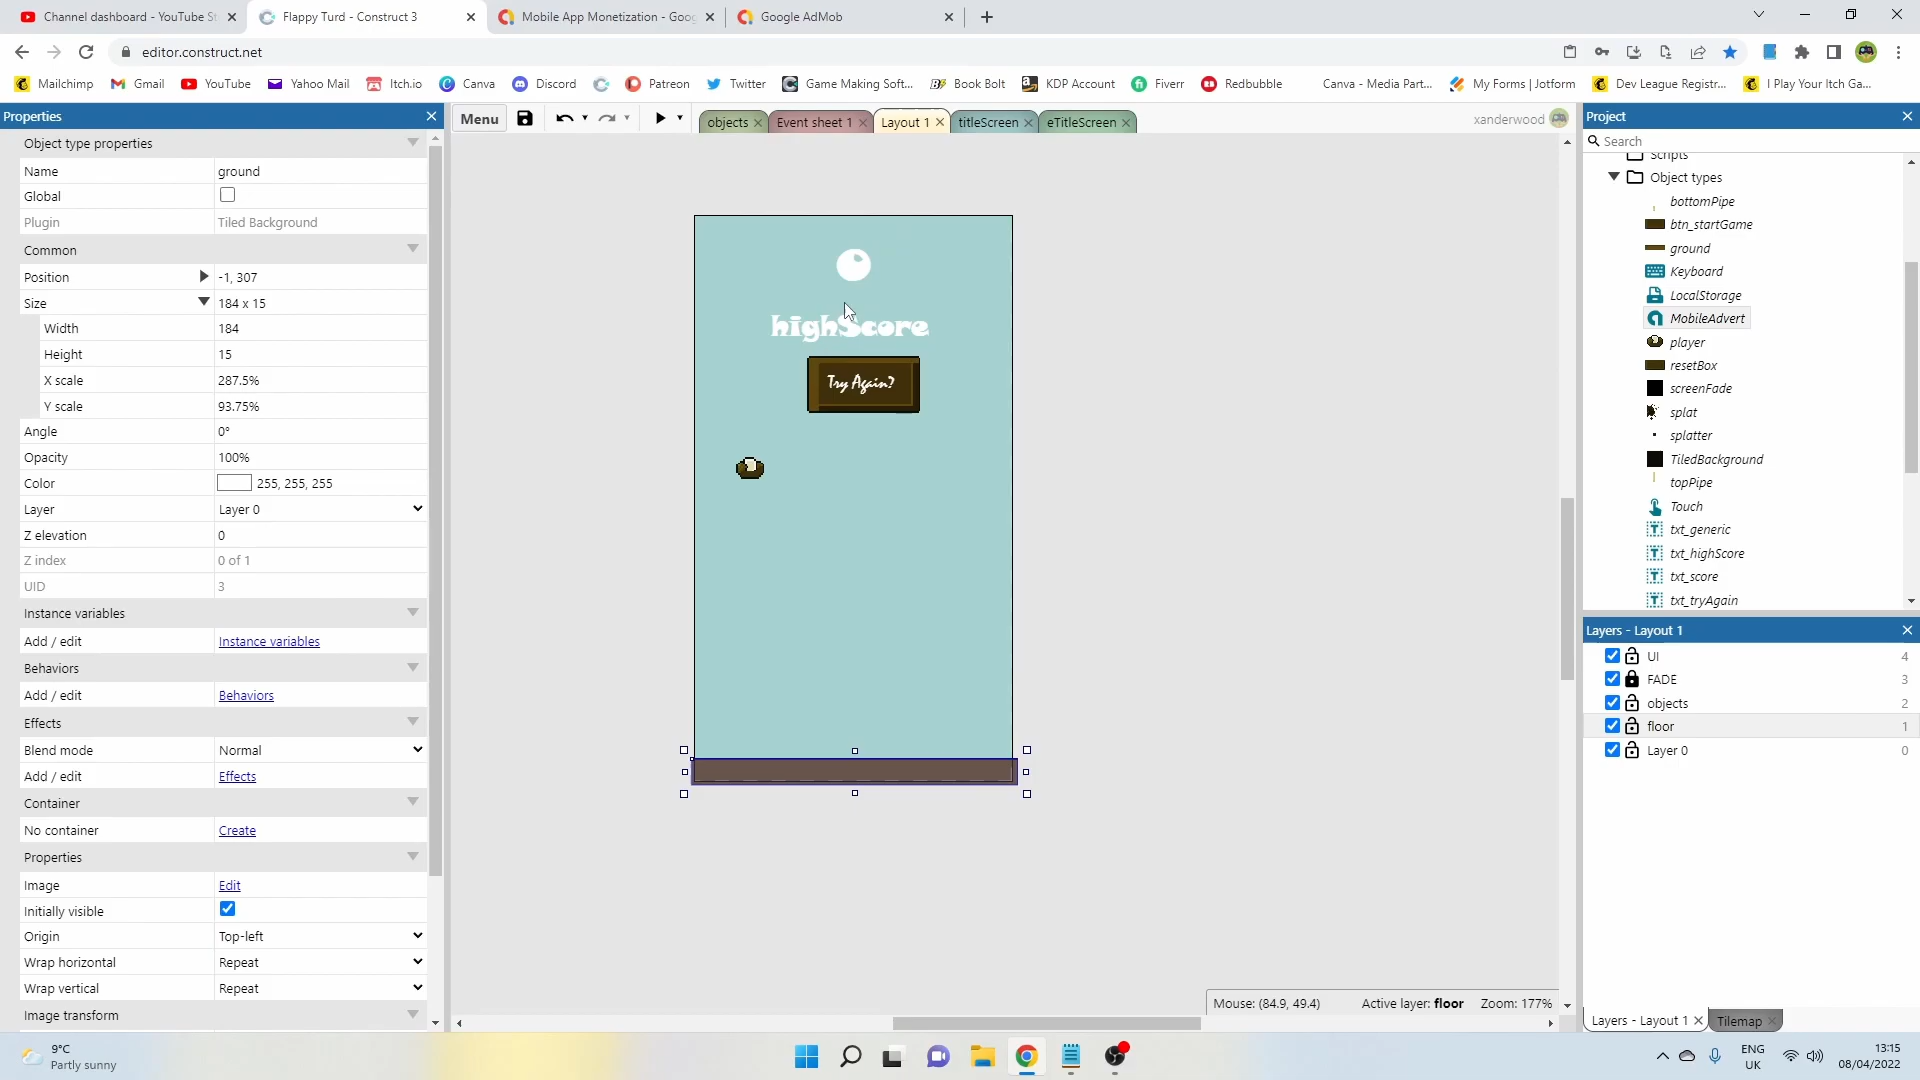 Channel dashboard - YouTube St
Flappy Turd - Construct 3
Mobile App Monetization - Goog
Google AdMob
editor.construct.net
Mailchimp
Gmail
YouTube
Yahoo Mail
Itch.io
Canva
Discord
Patreon
Twitter
Game Making Soft...
Book Bolt
KDP Account
Fiverr
Redbubble
Canva - Media Part...
My Forms | Jotform
Dev League Registr...
I Play Your Itch Ga...
Properties
Object type properties
Name ground
Global
Plugin Tiled Background
Common
Position -1, 307
Size 184 x 15
Width 184
Height 15
X scale 287.5%
Y scale 93.75%
Angle 0°
Opacity 100%
Color 255, 255, 255
Layer Layer 0
Z elevation 0
Z index 0 of 1
UID 3
Instance variables
Add / edit Instance variables
Behaviors
Add / edit Behaviors
Effects
Blend mode Normal
Add / edit Effects
Container
No container Create
Properties
Image Edit
Initially visible
Origin Top-left
Wrap horizontal Repeat
Wrap vertical Repeat
Image transform
Menu
objects
Event sheet 1
Layout 1
titleScreen
eTitleScreen
xanderwood
highScore
Try Again?
Mouse: (84.9, 49.4) Active layer: floor Zoom: 177%
Project
Search
Scripts
Object types
bottomPipe
btn_startGame
ground
Keyboard
LocalStorage
MobileAdvert
player
resetBox
screenFade
splat
splatter
TiledBackground
topPipe
Touch
txt_generic
txt_highScore
txt_score
txt_tryAgain
Layers - Layout 1
UI 4
FADE 3
objects 2
floor 1
Layer 0 0
Layers - Layout 1
Tilemap
9°C
Partly sunny
ENG
UK
13:15
08/04/2022